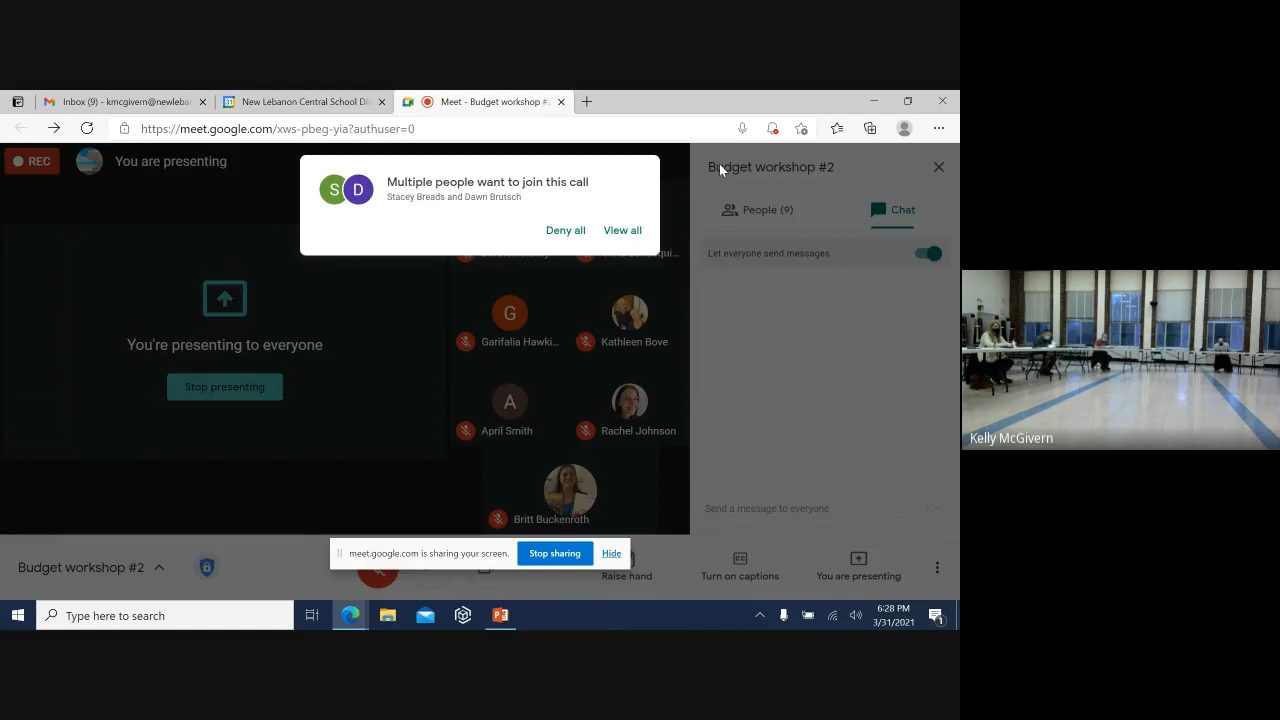 Inbox (9) - kmcgivern@newleba
New Lebanon Central School Di
Meet - Budget workshop #
https://meet.google.com/xws-pbeg-yia?authuser=0
REC
You are presenting
S D
Multiple people want to join this call
Stacey Breads and Dawn Brutsch
Deny all View all
Budget workshop #2
People (9)
Chat
Let everyone send messages
You're presenting to everyone
Stop presenting
G
Garifalia Hawki...
Kathleen Bove
A
April Smith
Rachel Johnson
Britt Buckenroth
Send a message to everyone
Kelly McGivern
meet.google.com is sharing your screen. Stop sharing Hide
Budget workshop #2
Raise hand
CC
Turn on captions
You are presenting
Type here to search
6:28 PM
3/31/2021